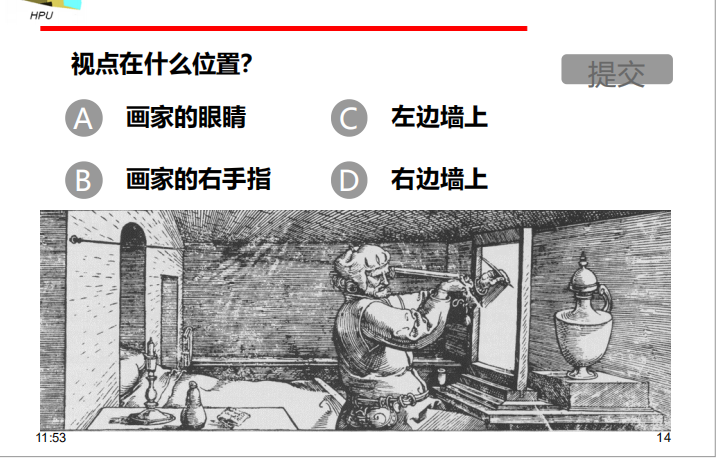 HPU
视点在什么位置?
提交
A 画家的眼睛
C 左边墙上
B 画家的右手指
D 右边墙上
11:53
14